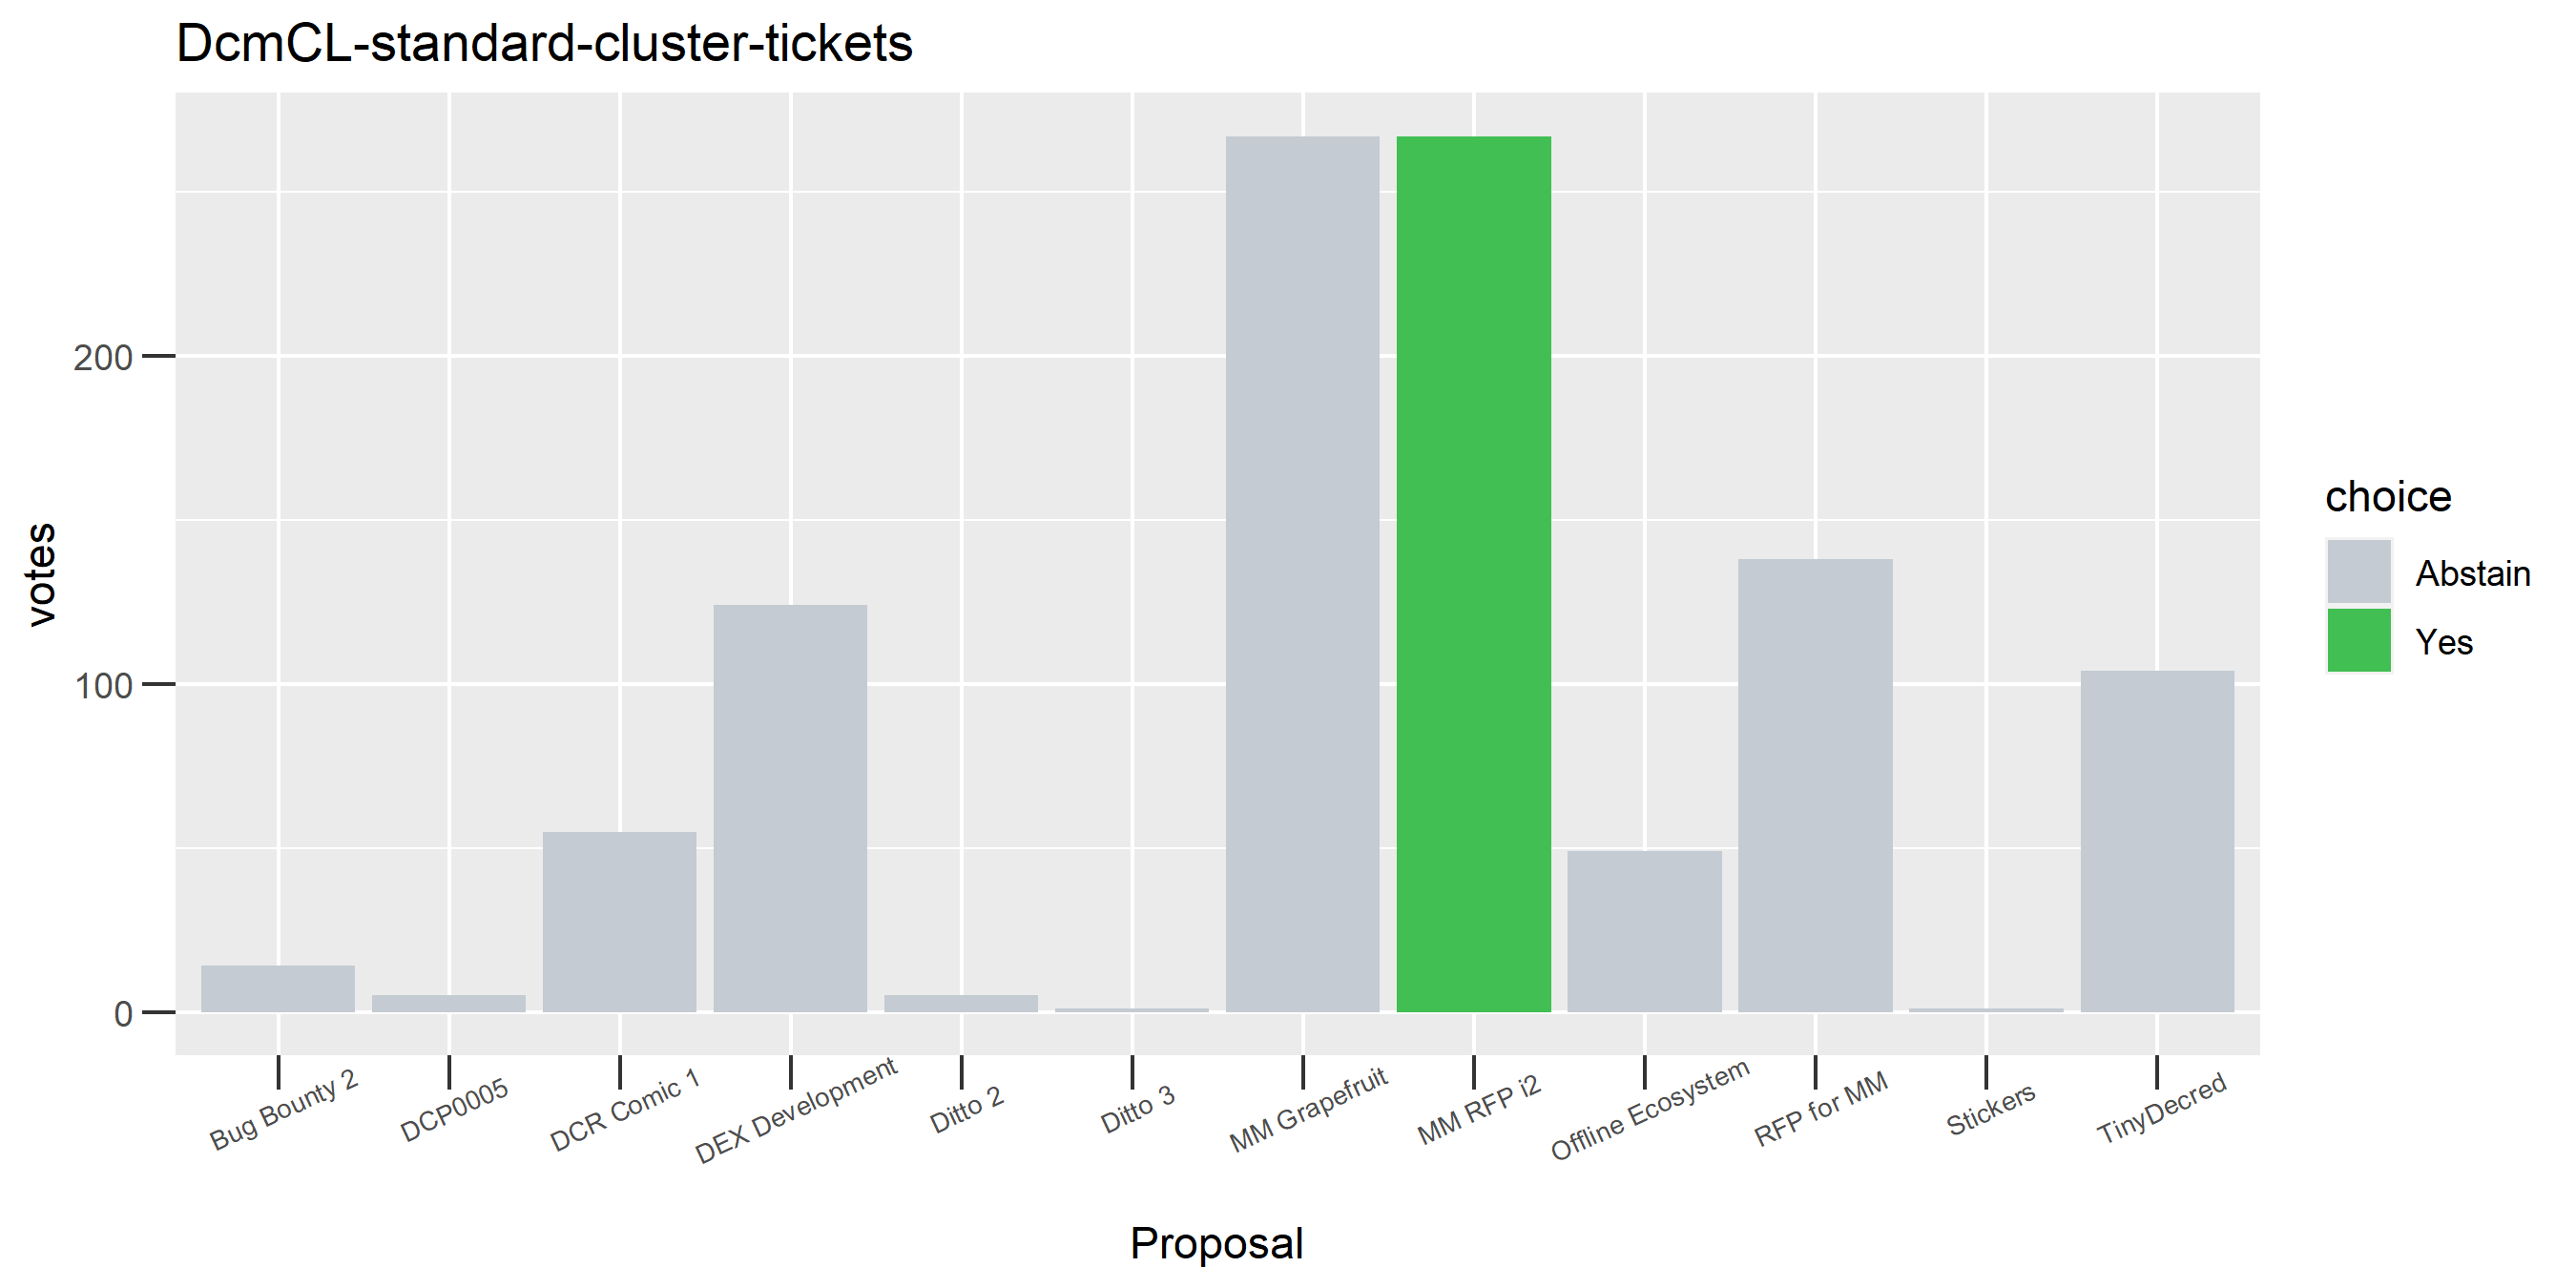 DcmCL-standard-cluster-tickets
votes
200
100
0
Bug Bounty 2
DCP0005
DCR Comic 1
DEX Development
Ditto 2
Ditto 3
MM Grapefruit
MM RFP i2
Offline Ecosystem
RFP for MM
Stickers
TinyDecred
Proposal
choice
Abstain
Yes